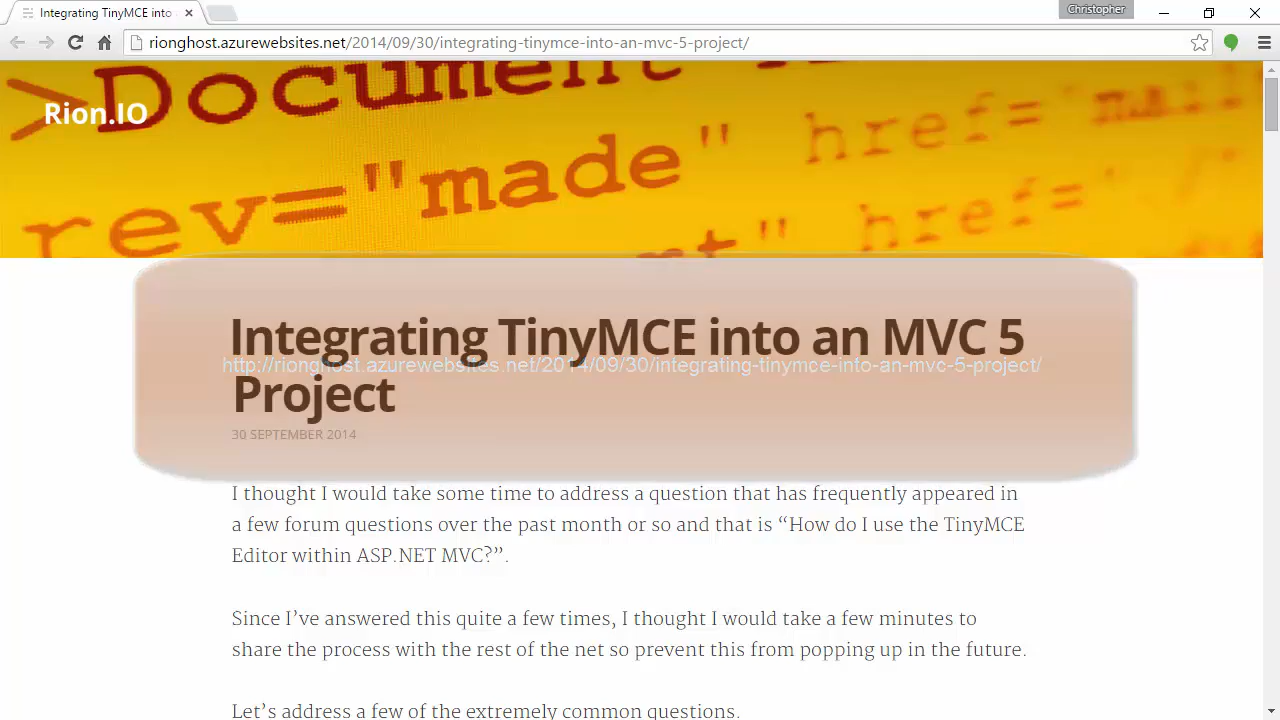 Integrating TinyMCE into
Christopher
rionghost.azurewebsites.net/2014/09/30/integrating-tinymce-into-an-mvc-5-project/
>Document
Rion.IO
rev="made" href="mail
href=
Integrating TinyMCE into an MVC 5
http://rionghost.azurewebsites.net/2014/09/30/integrating-tinymce-into-an-mvc-5-project/
Project
30 SEPTEMBER 2014
I thought I would take some time to address a question that has frequently appeared in
a few forum questions over the past month or so and that is “How do I use the TinyMCE
Editor within ASP.NET MVC?”.
Since I’ve answered this quite a few times, I thought I would take a few minutes to
share the process with the rest of the net so prevent this from popping up in the future.
Let’s address a few of the extremely common questions.